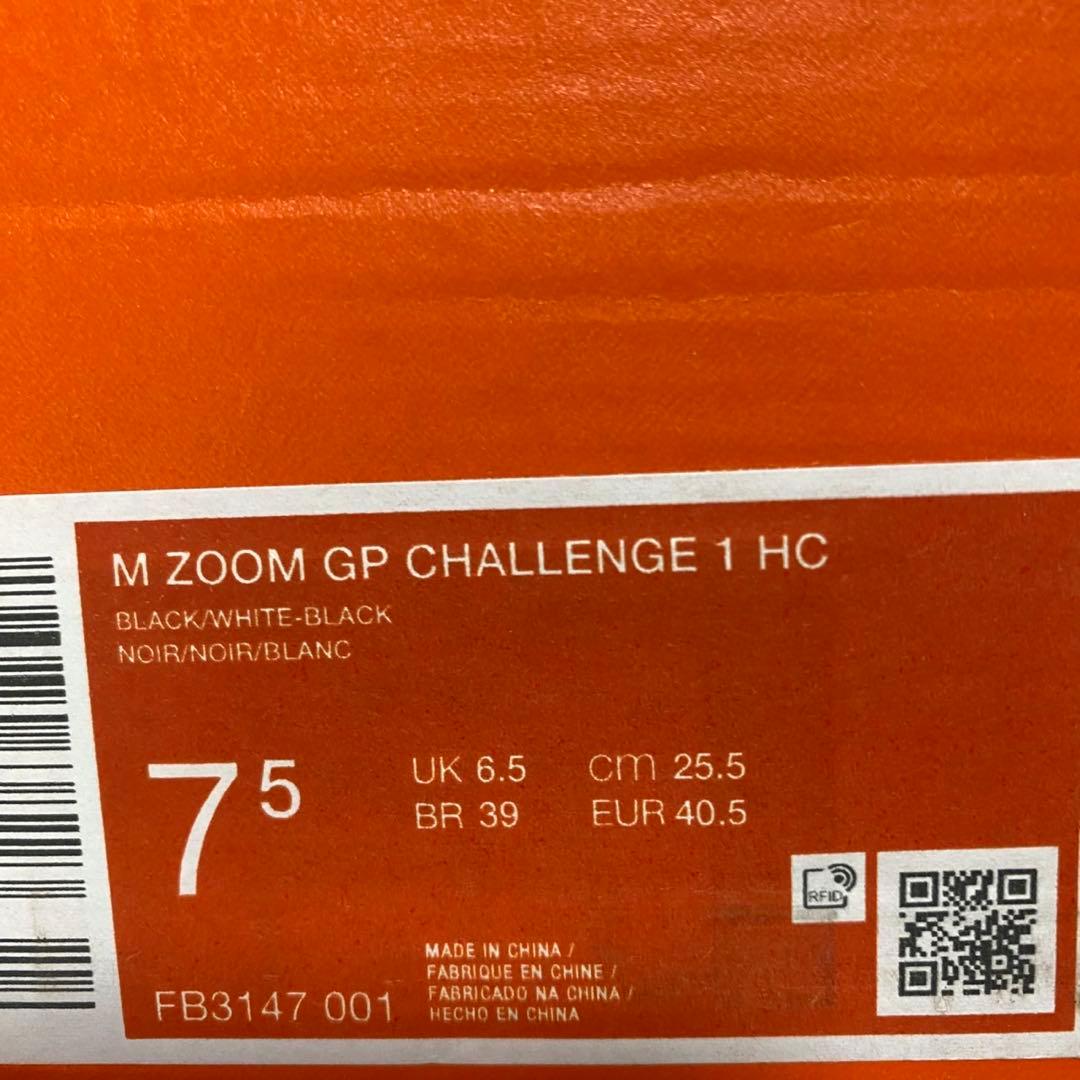 M ZOOM GP CHALLENGE 1 HC
BLACK/WHITE-BLACK
NOIR/NOIR/BLANC
7 5
UK 6.5 cm 25.5
BR 39 EUR 40.5
RFID
MADE IN CHINA /
FABRIQUE EN CHINE /
FABRICADO NA CHINA /
HECHO EN CHINA
FB3147 001